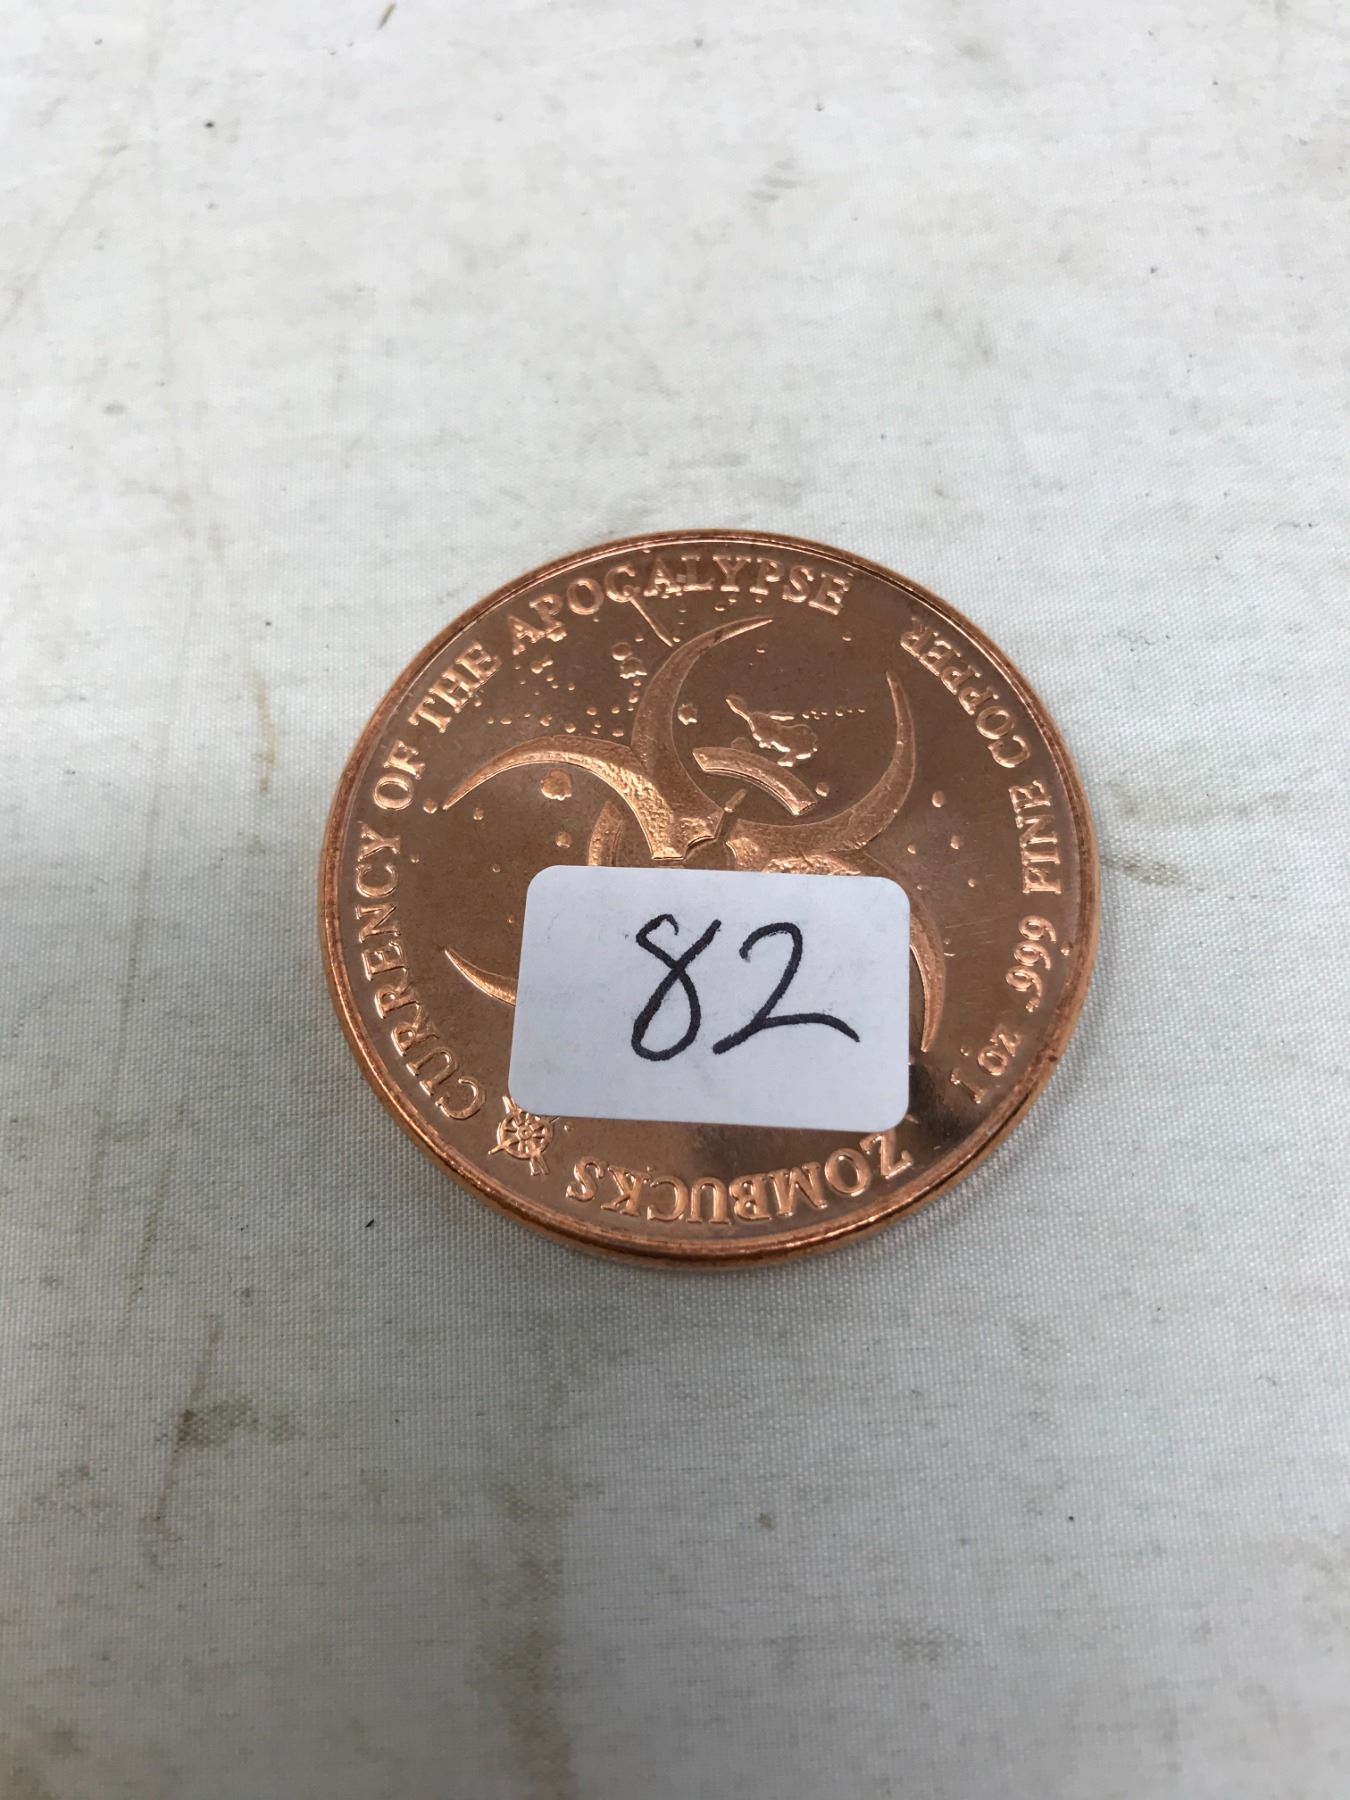 CURRENCY OF THE APOCALYPSE
1 oz .999 FINE COPPER
82
ZOMBUCKS